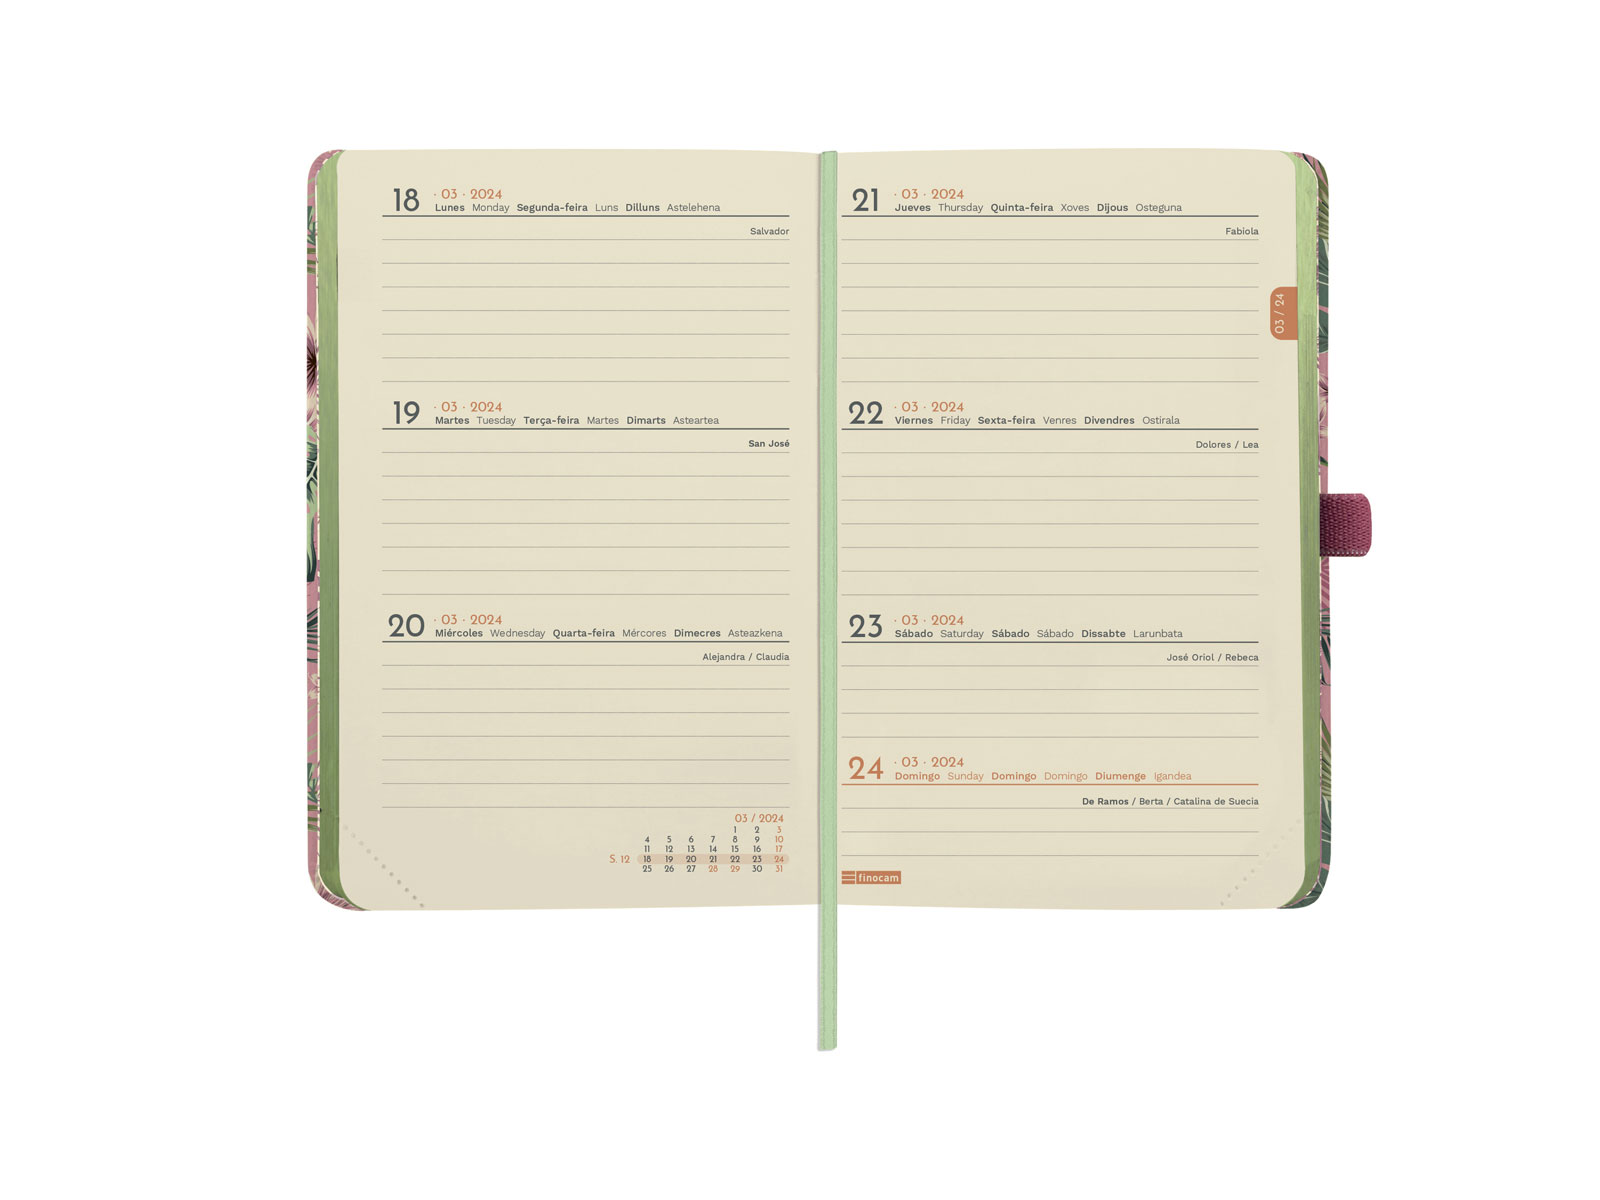 18 · 03 · 2024
Lunes Monday Segunda-feira Luns Dilluns Astelehena
Salvador
19 · 03 · 2024
Martes Tuesday Terça-feira Martes Dimarts Asteartea
San José
20 · 03 · 2024
Miércoles Wednesday Quarta-feira Mércores Dimecres Asteazkena
Alejandra / Claudia
03 / 2024
1 2 3
4 5 6 7 8 9 10
11 12 13 14 15 16 17
S. 12 18 19 20 21 22 23 24
25 26 27 28 29 30 31
21 · 03 · 2024
Jueves Thursday Quinta-feira Xoves Dijous Osteguna
Fabiola
03 / 24
22 · 03 · 2024
Viernes Friday Sexta-feira Venres Divendres Ostirala
Dolores / Lea
23 · 03 · 2024
Sábado Saturday Sábado Sábado Dissabte Larunbata
José Oriol / Rebeca
24 · 03 · 2024
Domingo Sunday Domingo Domingo Diumenge Igandea
De Ramos / Berta / Catalina de Suecia
finocam